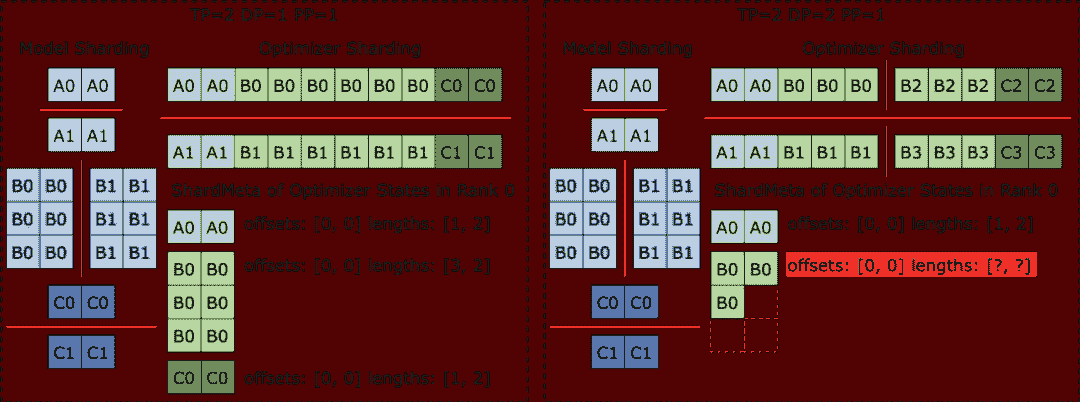 TP=2 DP=1 PP=1
Model Sharding Optimizer Sharding
A0 A0 A0 A0 B0 B0 B0 B0 B0 B0 C0 C0
A1 A1 A1 A1 B1 B1 B1 B1 B1 B1 C1 C1
B0 B0 B1 B1 ShardMeta of Optimizer States in Rank 0
B0 B0 B1 B1 A0 A0 offsets: [0, 0] lengths: [1, 2]
B0 B0 B1 B1 B0 B0 offsets: [0, 0] lengths: [3, 2]
C0 C0 B0 B0
B0 B0
C1 C1 C0 C0 offsets: [0, 0] lengths: [1, 2]
TP=2 DP=2 PP=1
Model Sharding Optimizer Sharding
A0 A0 A0 A0 B0 B0 B0 B2 B2 B2 C2 C2
A1 A1 A1 A1 B1 B1 B1 B3 B3 B3 C3 C3
B0 B0 B1 B1 ShardMeta of Optimizer States in Rank 0
B0 B0 B1 B1 A0 A0 offsets: [0, 0] lengths: [1, 2]
B0 B0 B1 B1 B0 B0 offsets: [0, 0] lengths: [?, ?]
C0 C0 B0
C1 C1